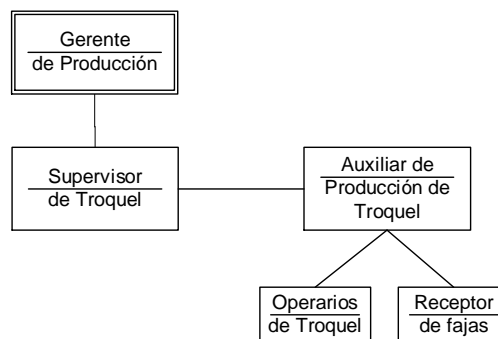 Gerente
de Producción
Supervisor
de Troquel
Auxiliar de
Producción de
Troquel
Operarios
de Troquel
Receptor
de fajas